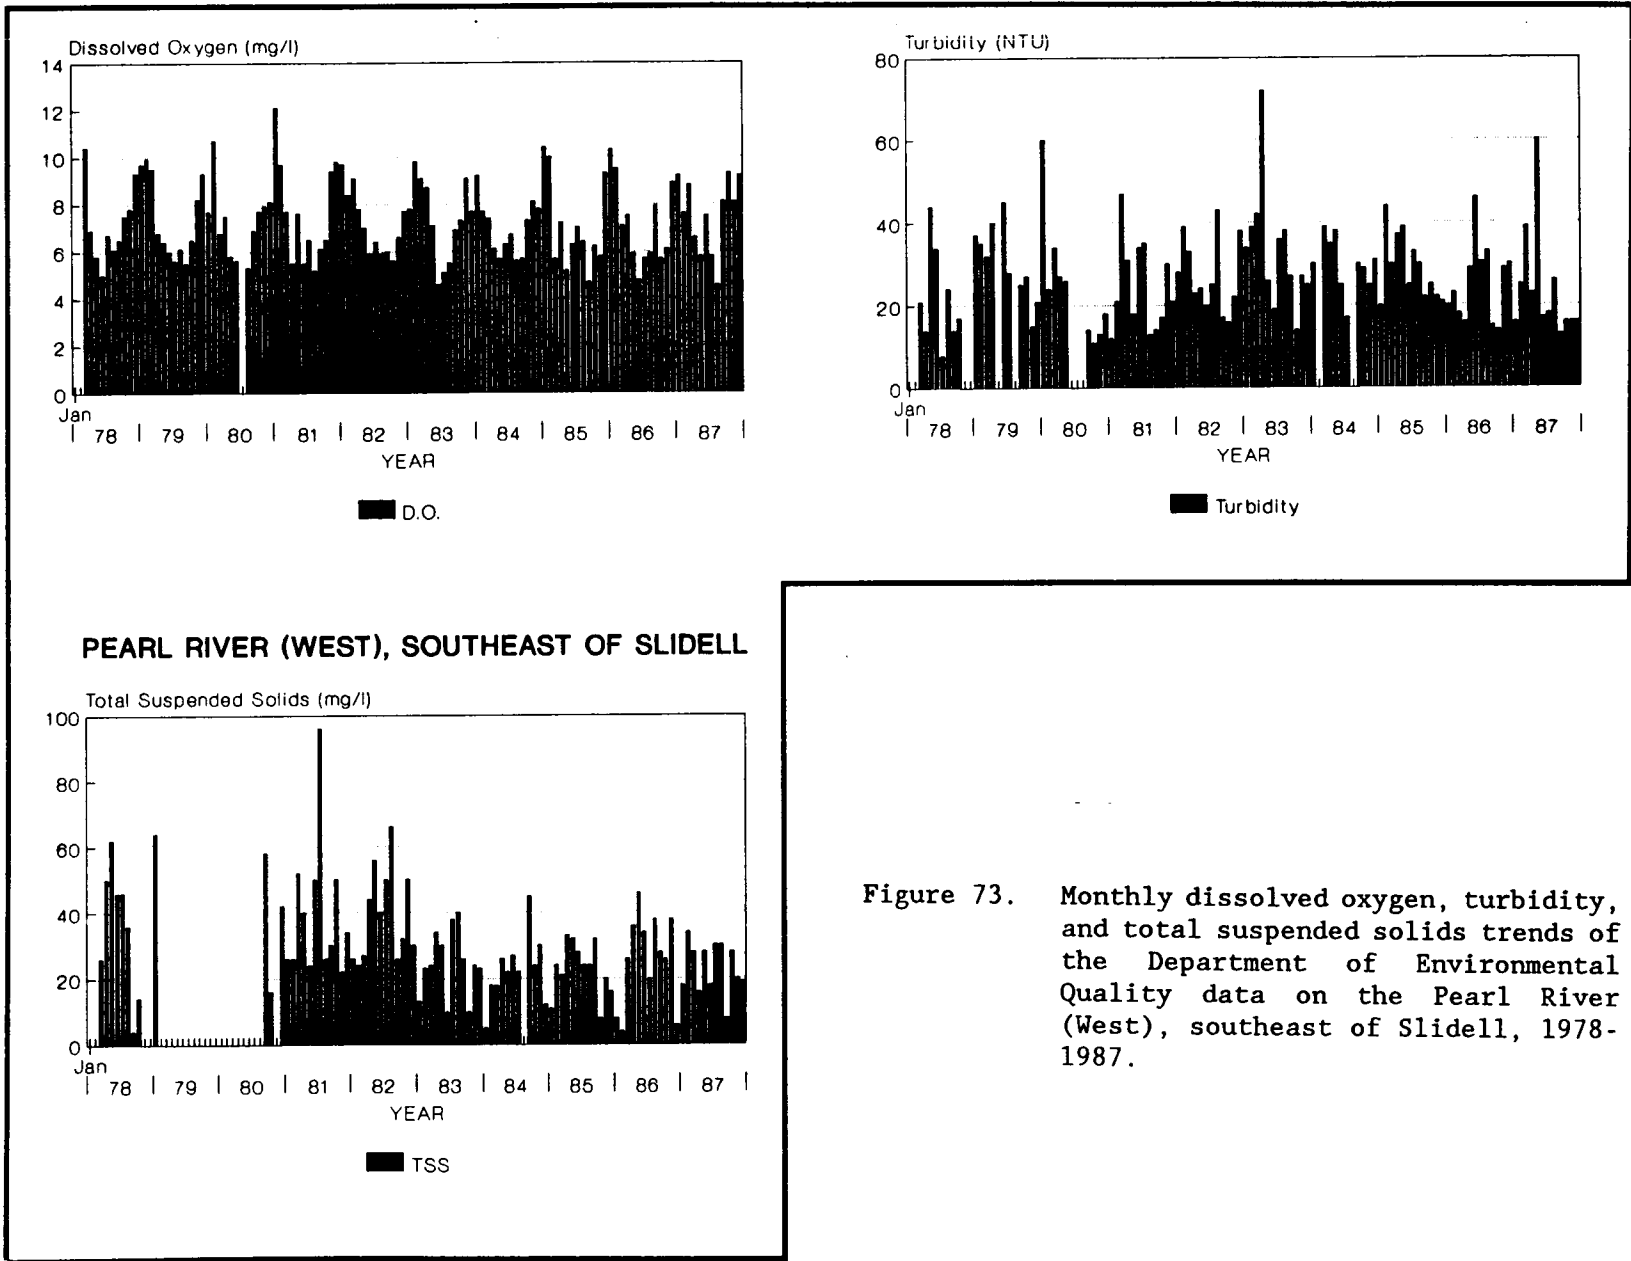 Dissolved Oxygen (mg/l)
14
12
10
8
6
4
2
0
Jan
78 79 80 81 82 83 84 85 86 87
YEAR
D.O.
Turbidity (NTU)
80
60
40
20
0
Jan
78 79 80 81 82 83 84 85 86 87
YEAR
Turbidity
PEARL RIVER (WEST), SOUTHEAST OF SLIDELL
Total Suspended Solids (mg/l)
100
80
60
40
20
0
Jan
78 79 80 81 82 83 84 85 86 87
YEAR
TSS
Figure 73. Monthly dissolved oxygen, turbidity,
and total suspended solids trends of
the Department of Environmental
Quality data on the Pearl River
(West), southeast of Slidell, 1978-
1987.